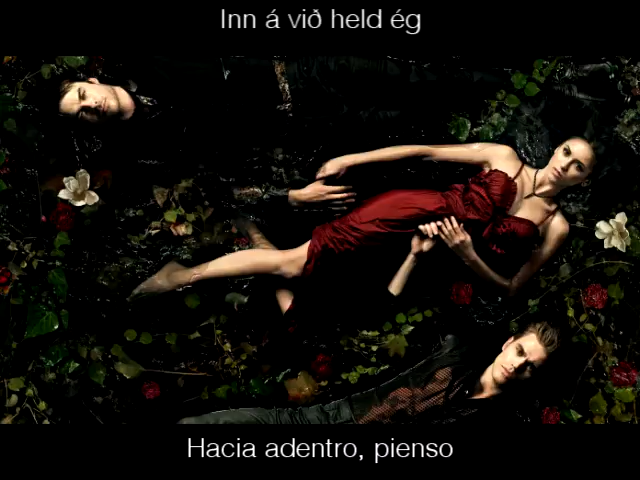 Inn á við held ég
Hacia adentro, pienso